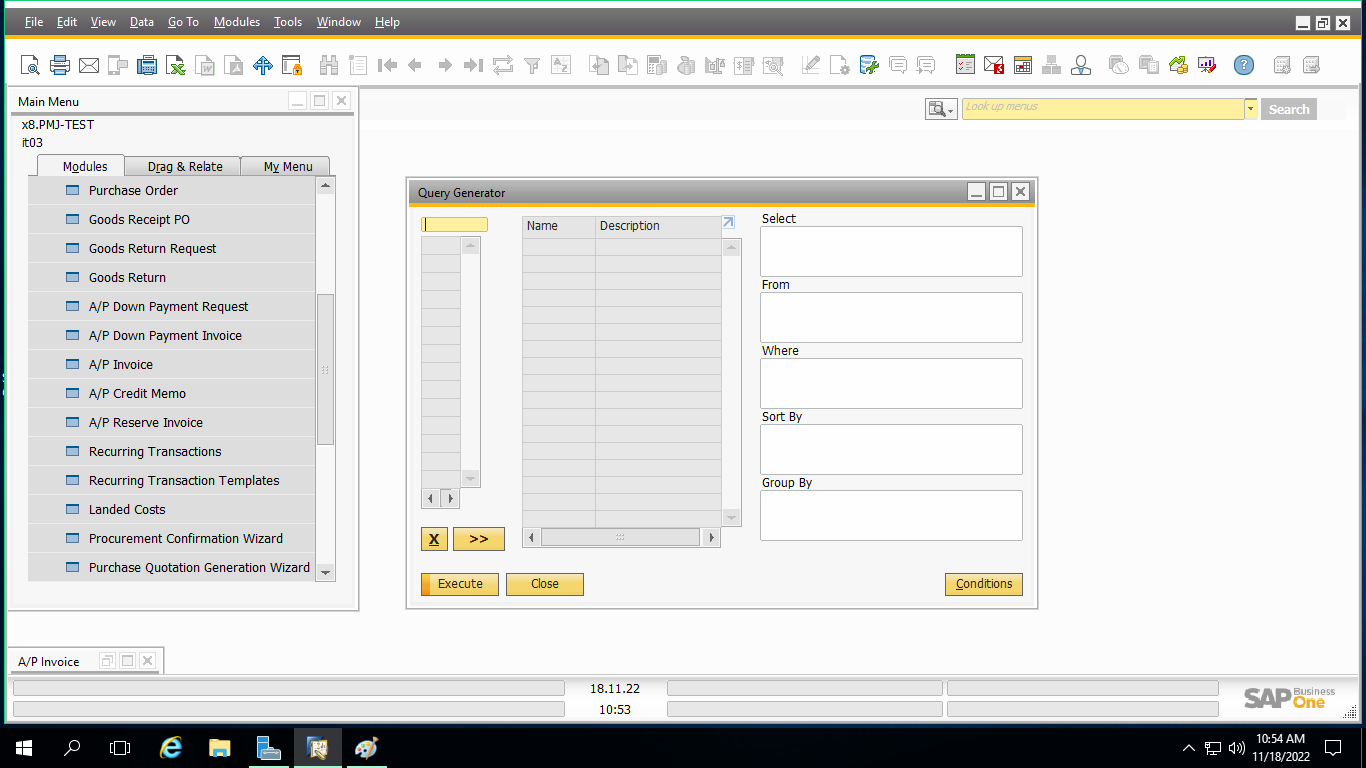 File Edit View Data Go To Modules Tools Window Help
Look up menus
Search
Main Menu
x8.PMJ-TEST
it03
Modules Drag & Relate My Menu
Purchase Order
Goods Receipt PO
Goods Return Request
Goods Return
A/P Down Payment Request
A/P Down Payment Invoice
A/P Invoice
A/P Credit Memo
A/P Reserve Invoice
Recurring Transactions
Recurring Transaction Templates
Landed Costs
Procurement Confirmation Wizard
Purchase Quotation Generation Wizard
Query Generator
Name Description
Select
From
Where
Sort By
Group By
X >>
Execute Close Conditions
A/P Invoice
18.11.22
10:53
SAP Business One
10:54 AM
11/18/2022